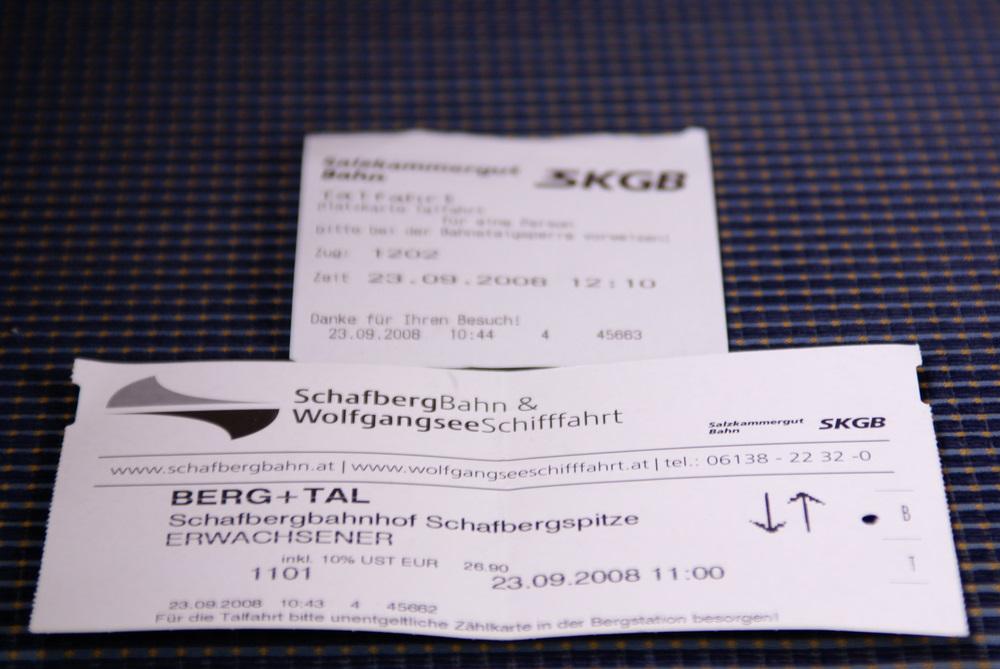 Salzkammergut
Bahn
SKGB
Talfahrt
Platzkarte Talfahrt
für eine Person
bitte bei der Bahnsteigsperre vorweisen!
Zug: 1202
Zeit 23.09.2008 12:10
Danke für Ihren Besuch!
23.09.2008 10:44 4 45663
SchafbergBahn &
WolfgangseeSchifffahrt
Salzkammergut
Bahn
SKGB
www.schafbergbahn.at | www.wolfgangseeschifffahrt.at | tel.: 06138 - 22 32 -0
BERG+TAL
Schafbergbahnhof Schafbergspitze
ERWACHSENER
inkl. 10% UST EUR 26.90
1101 23.09.2008 11:00
B
T
23.09.2008 10:43 4 45662
Für die Talfahrt bitte unentgeltliche Zählkarte in der Bergstation besorgen!